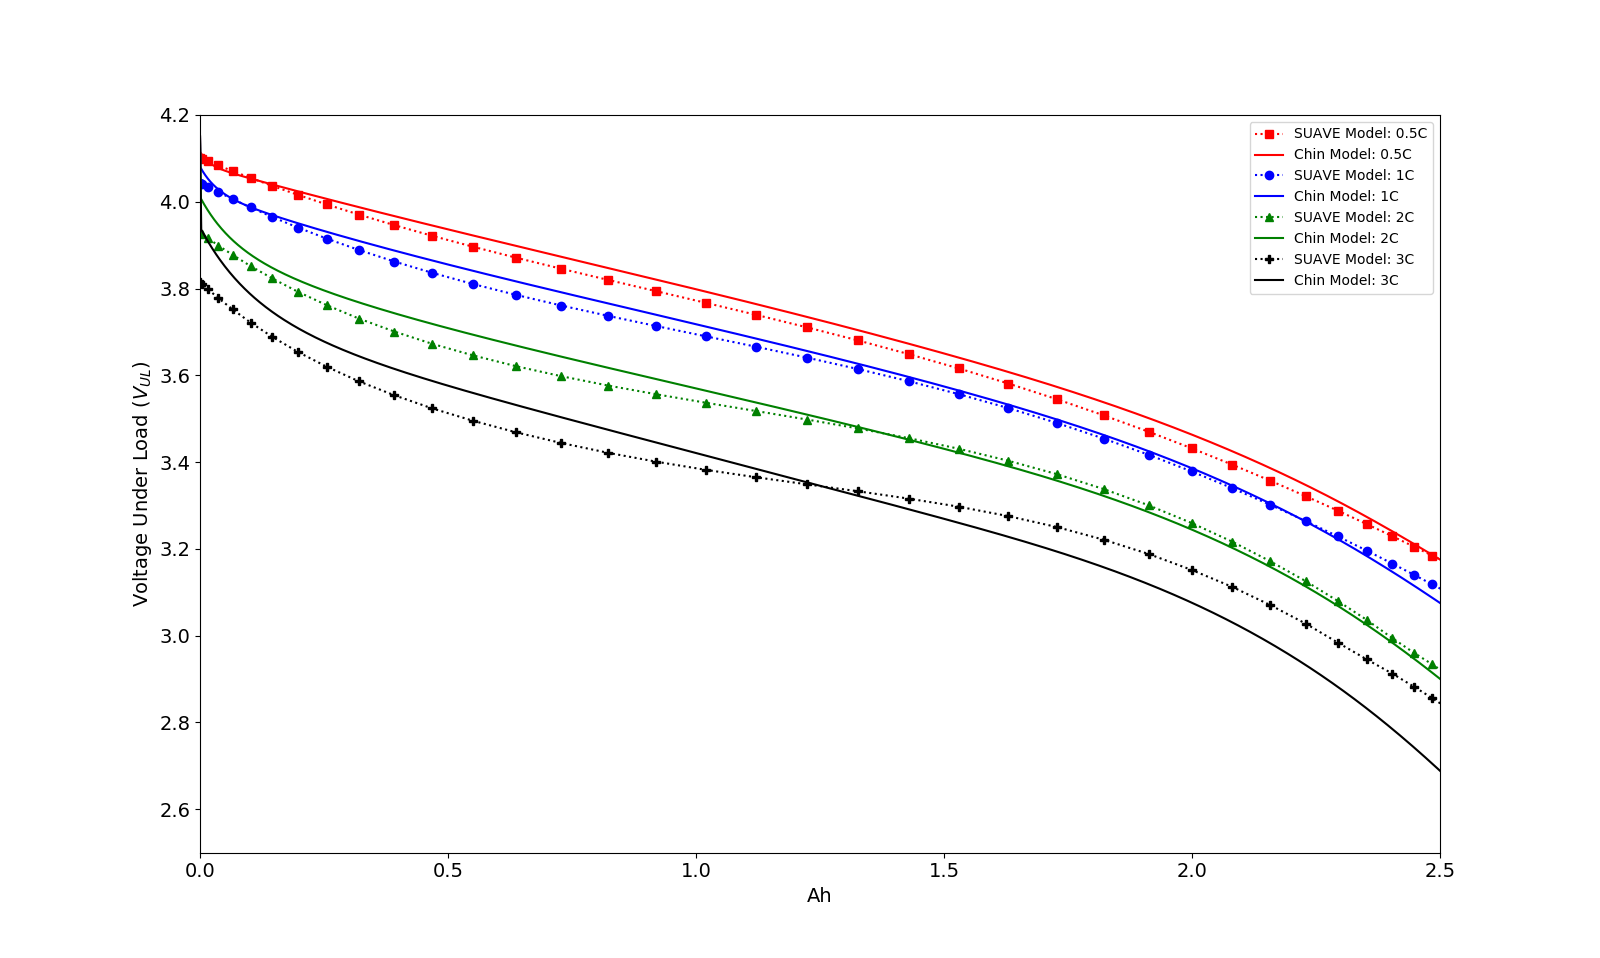 4.2
4.0
3.8
3.6
3.4
3.2
3.0
2.8
2.6
Voltage Under Load (V_UL)
0.0 0.5 1.0 1.5 2.0 2.5
Ah
SUAVE Model: 0.5C
Chin Model: 0.5C
SUAVE Model: 1C
Chin Model: 1C
SUAVE Model: 2C
Chin Model: 2C
SUAVE Model: 3C
Chin Model: 3C